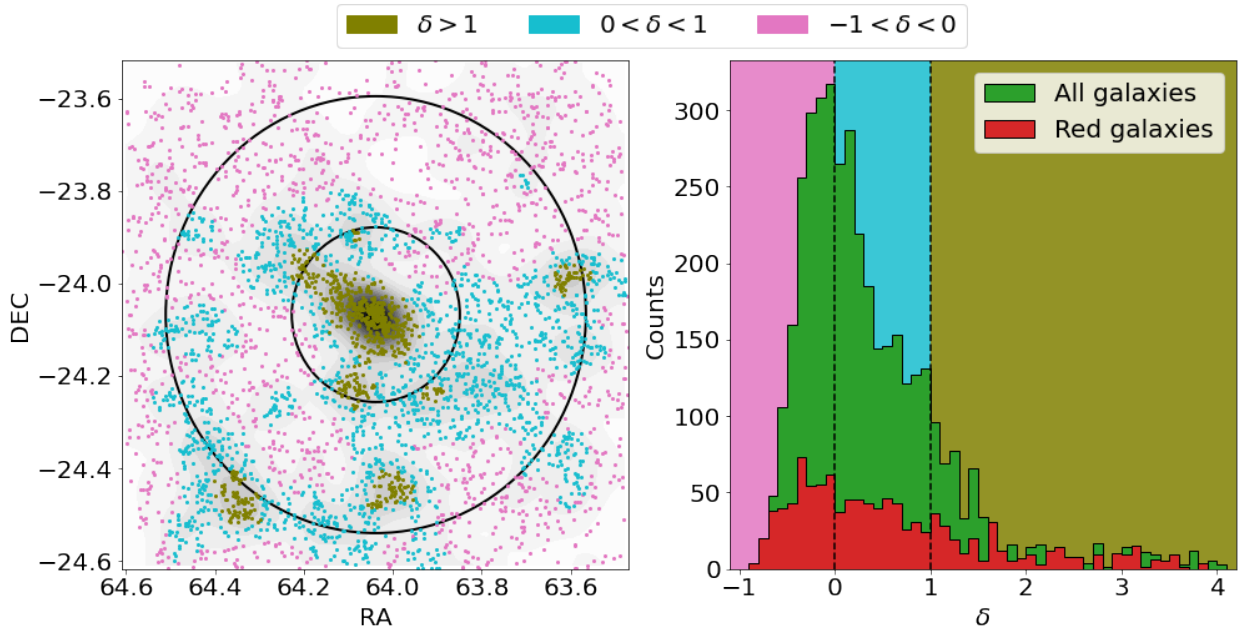 δ > 1 0 < δ < 1 −1 < δ < 0
−23.6
−23.8
−24.0
−24.2
−24.4
−24.6
DEC
64.6 64.4 64.2 64.0 63.8 63.6
RA
All galaxies
Red galaxies
300
250
200
150
100
50
0
Counts
−1 0 1 2 3 4
δ